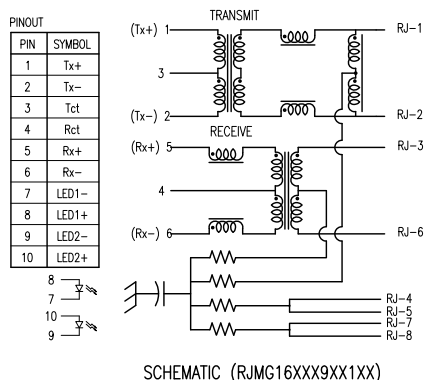 PINOUT
PIN SYMBOL
1 Tx+
2 Tx-
3 Tct
4 Rct
5 Rx+
6 Rx-
7 LED1-
8 LED1+
9 LED2-
10 LED2+
8
7
10
9
TRANSMIT
(Tx+) 1
RJ-1
3
(Tx-) 2
RJ-2
RECEIVE
(Rx+) 5
RJ-3
4
(Rx-) 6
RJ-6
RJ-4
RJ-5
RJ-7
RJ-8
SCHEMATIC (RJMG16XXX9XX1XX)